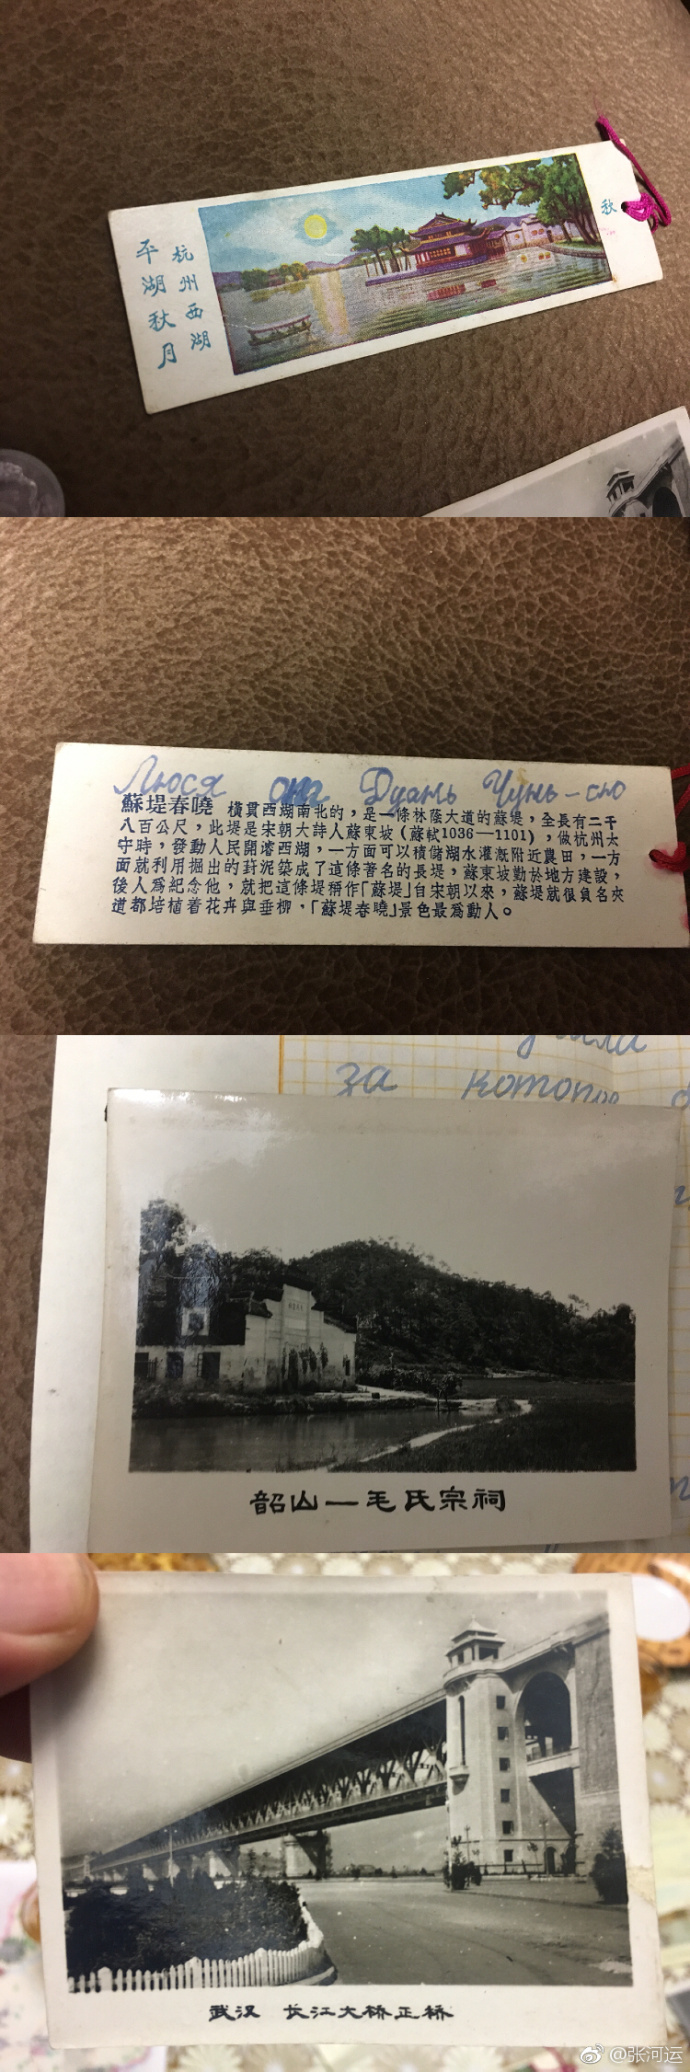 杭州西湖
平湖秋月
秋
Люся от Дуань Чунь-сю
蘇堤春曉 橫貫西湖南北的，是一條林蔭大道的蘇堤，全長有二千
八百公尺，此堤是宋朝大詩人蘇東坡（蘇軾1036—1101），做杭州太
守時，發動人民開濬西湖，一方面可以積儲湖水灌漑附近農田，一方
面就利用掘出的葑泥築成了這條著名的長堤，蘇東坡勤於地方建設，
後人爲紀念他，就把這條堤稱作「蘇堤」自宋朝以來，蘇堤就很負名夾
道都培植着花卉與垂柳，「蘇堤春曉」景色最爲動人。
за
韶山—毛氏宗祠
武汉 长江大桥正桥
@张河运